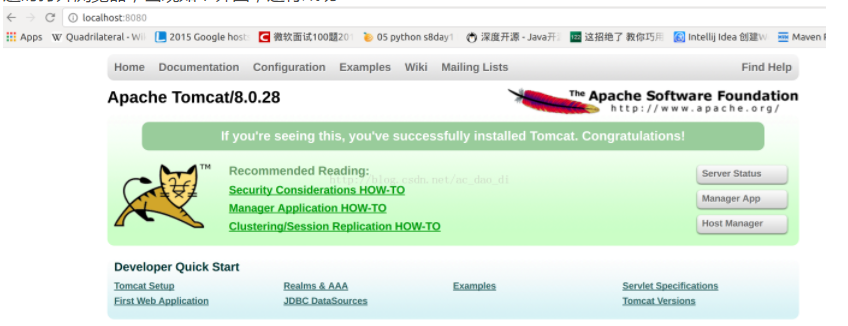 localhost:8080
Apps Quadrilateral - Wi 2015 Google host 微软面试100题201 05 python s8day1 深度开源 - Java开 这招绝了 教你巧用 Intellij Idea 创建W Maven
Home Documentation Configuration Examples Wiki Mailing Lists Find Help
Apache Tomcat/8.0.28
The Apache Software Foundation
http://www.apache.org/
If you're seeing this, you've successfully installed Tomcat. Congratulations!
TM
Recommended Reading:
http://blog.csdn.net/uc_dao_di
Security Considerations HOW-TO
Manager Application HOW-TO
Clustering/Session Replication HOW-TO
Server Status
Manager App
Host Manager
Developer Quick Start
Tomcat Setup Realms & AAA Examples Servlet Specifications
First Web Application JDBC DataSources Tomcat Versions